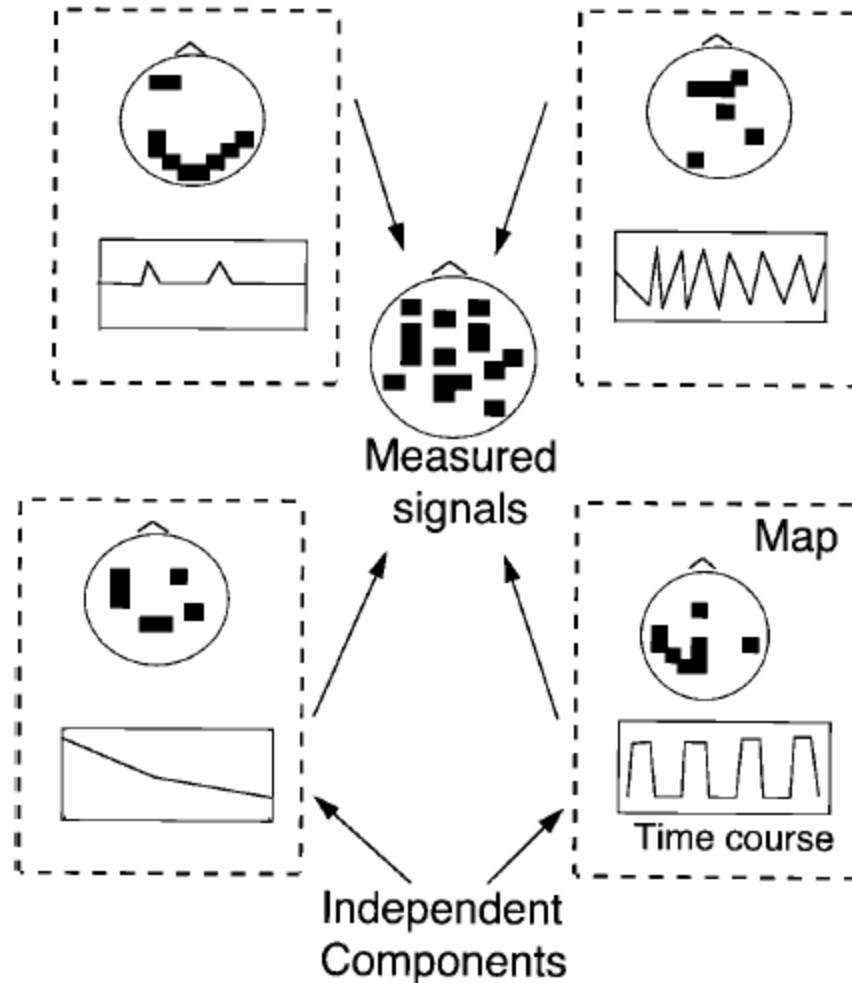 Measured
signals
Map
Time course
Independent
Components